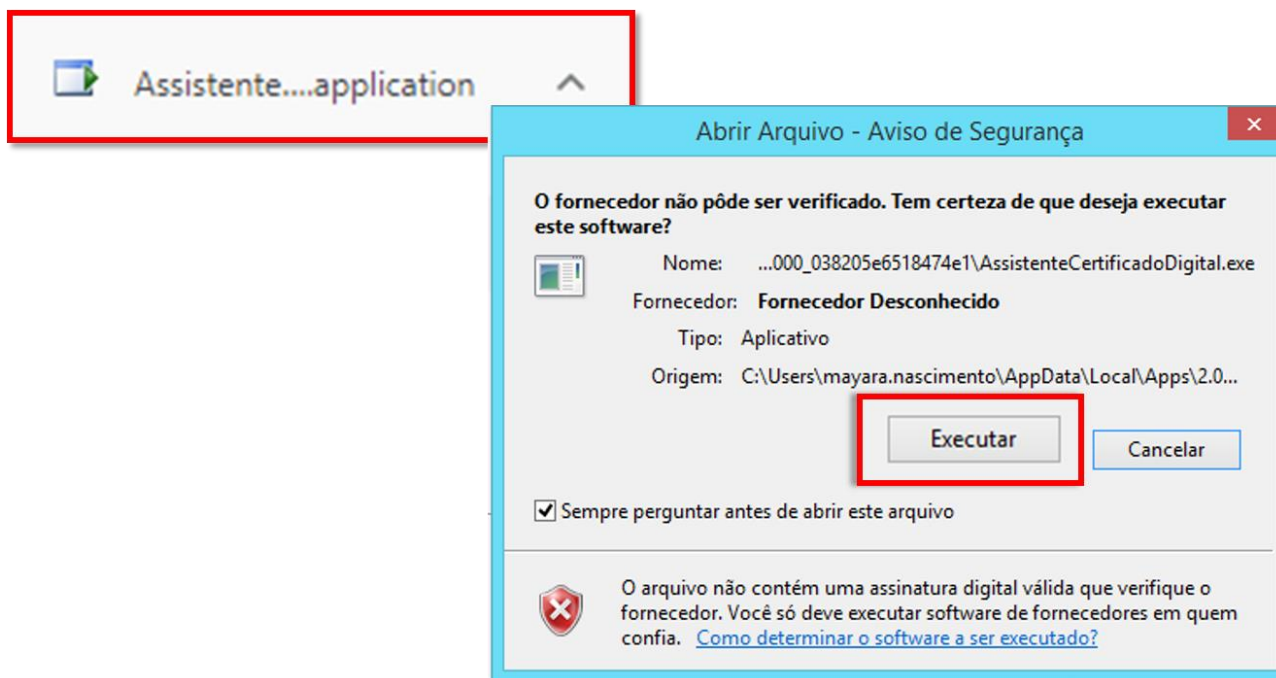 Assistente....application
Abrir Arquivo - Aviso de Segurança
O fornecedor não pôde ser verificado. Tem certeza de que deseja executar
este software?
Nome: ...000_038205e6518474e1\AssistenteCertificadoDigital.exe
Fornecedor: Fornecedor Desconhecido
Tipo: Aplicativo
Origem: C:\Users\mayara.nascimento\AppData\Local\Apps\2.0...
Executar
Cancelar
Sempre perguntar antes de abrir este arquivo
O arquivo não contém uma assinatura digital válida que verifique o
fornecedor. Você só deve executar software de fornecedores em quem
confia. Como determinar o software a ser executado?